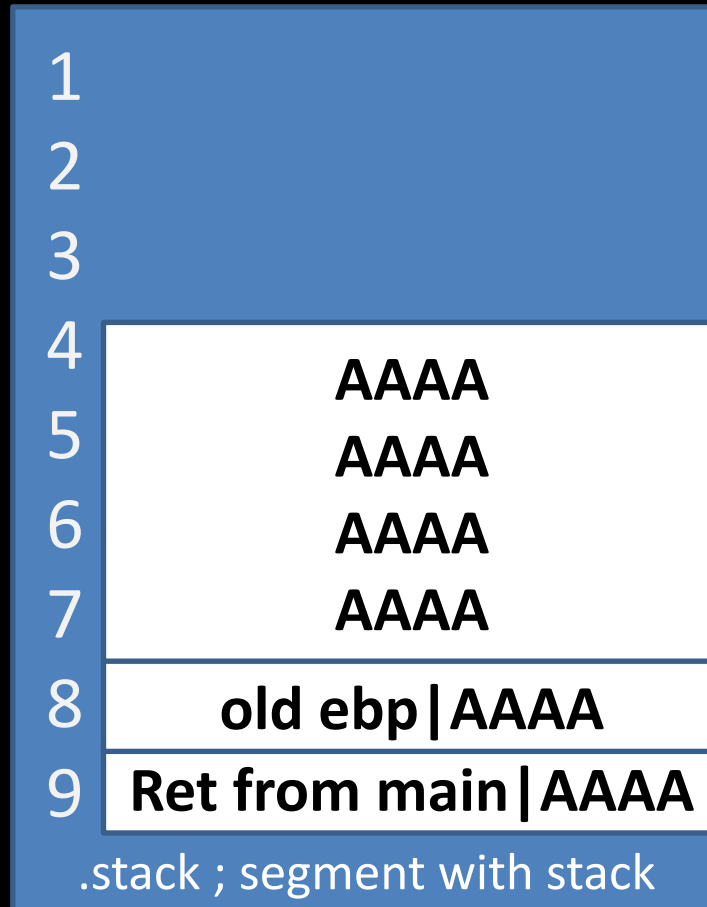 1
2
3
4 AAAA
5 AAAA
6 AAAA
7 AAAA
8 old ebp|AAAA
9 Ret from main|AAAA
.stack ; segment with stack